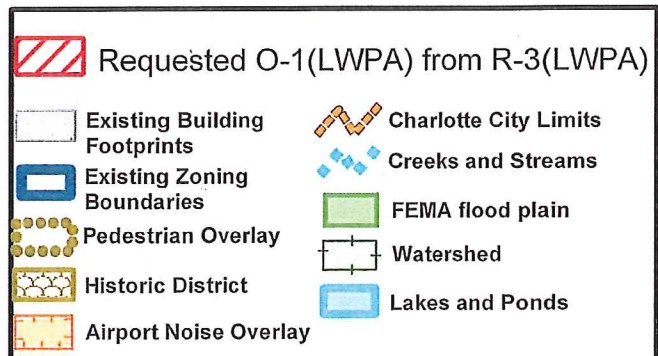 Requested O-1(LWPA) from R-3(LWPA)
Existing Building
Footprints
Existing Zoning
Boundaries
Pedestrian Overlay
Historic District
Airport Noise Overlay
Charlotte City Limits
Creeks and Streams
FEMA flood plain
Watershed
Lakes and Ponds